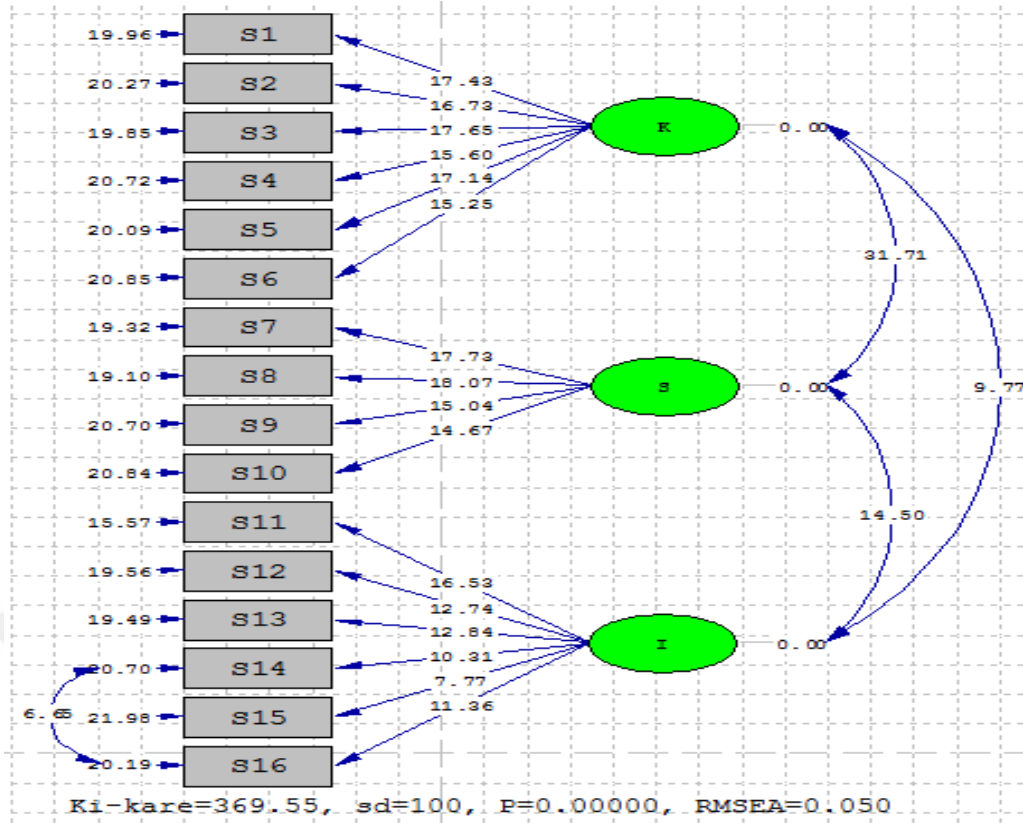 19.96 S1
17.43
20.27 S2
16.73
19.85 S3
17.65
K 0.00
15.60
20.72 S4
17.14
15.25
20.09 S5
31.71
20.85 S6
19.32 S7
17.73
19.10 S8
18.07
S 0.00
9.77
15.04
20.70 S9
14.67
20.84 S10
15.57 S11
14.50
19.56 S12
16.53
12.74
19.49 S13
12.84
I 0.00
10.31
20.70 S14
7.77
11.36
6.65
21.98 S15
20.19 S16
Ki-kare=369.55, sd=100, P=0.00000, RMSEA=0.050